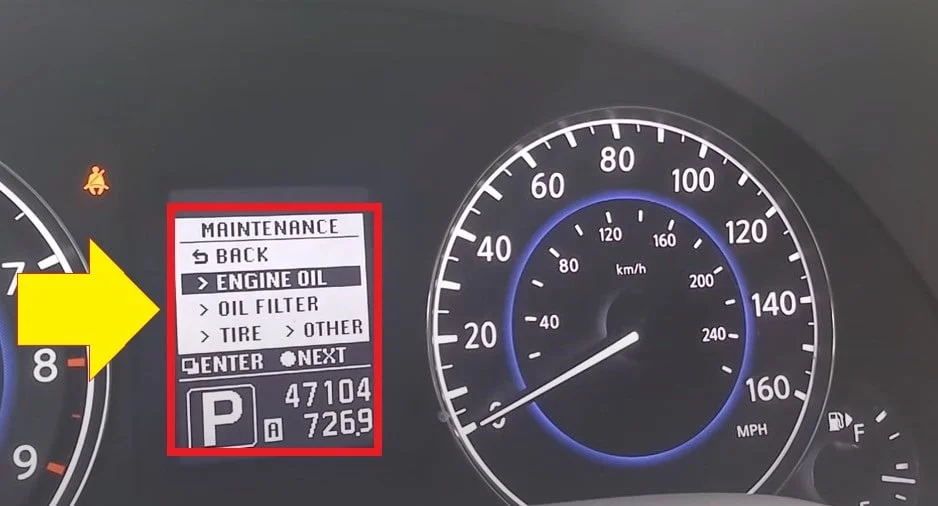 MAINTENANCE
BACK
> ENGINE OIL
> OIL FILTER
> TIRE > OTHER
ENTER NEXT
P
47104
A 726.9
7
8
9
0
20
40
60
80
100
120
140
160
MPH
40
80
120
160
200
240
km/h
F